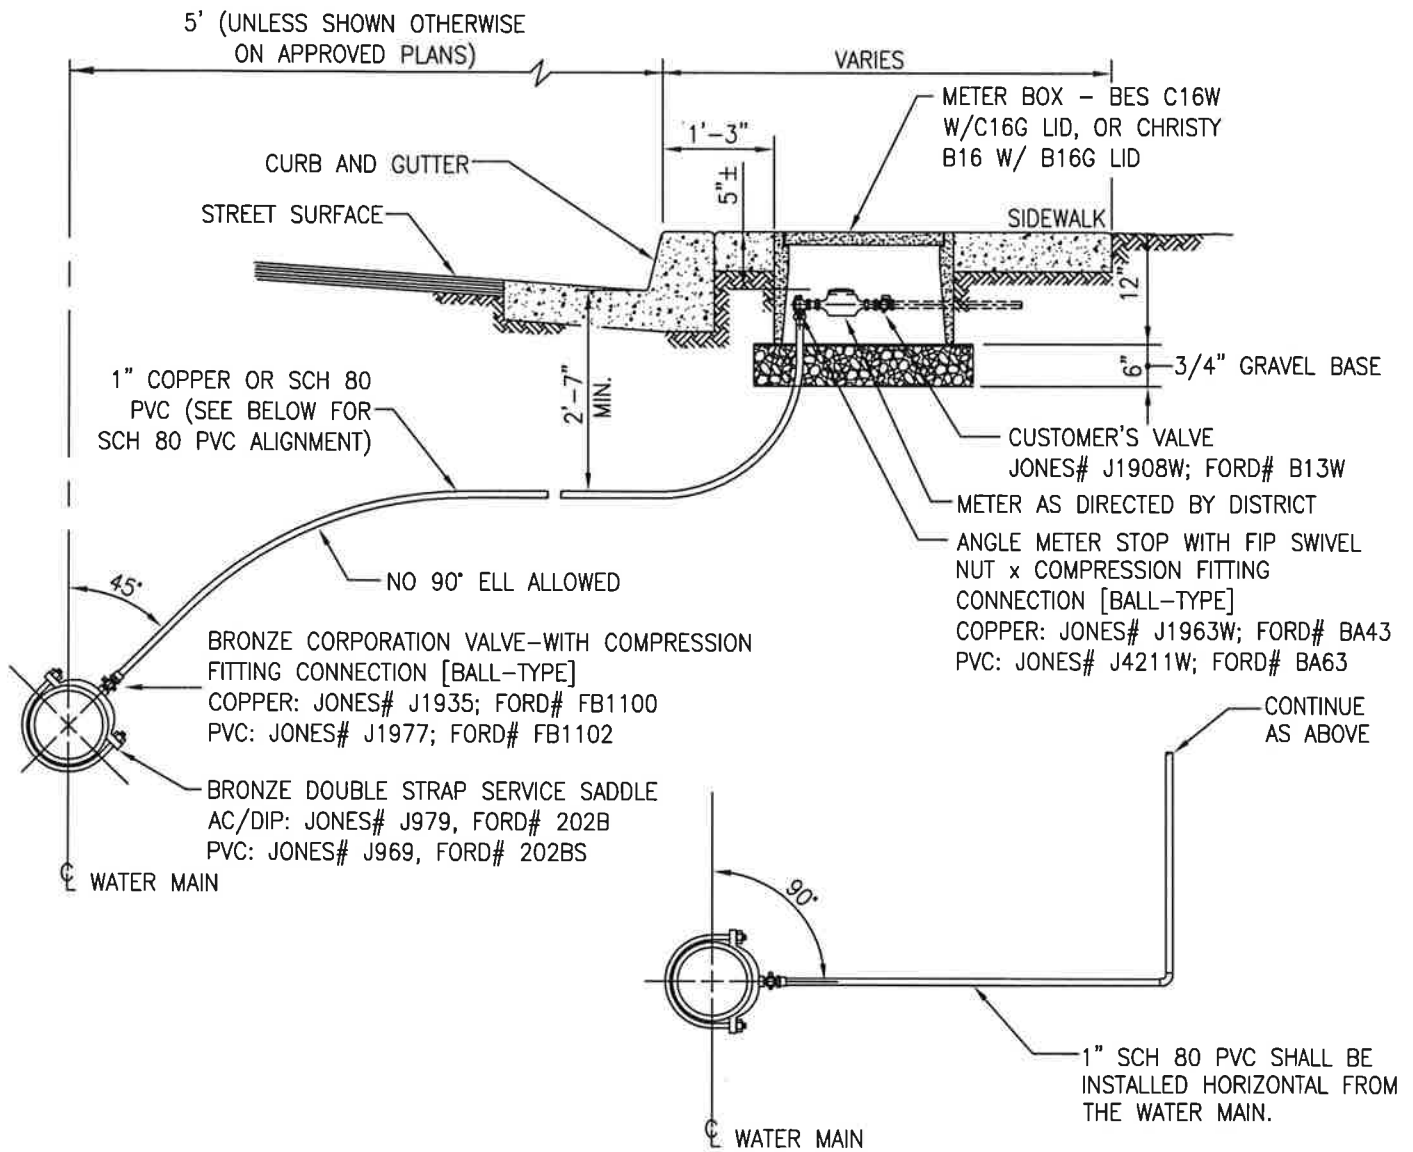 5' (UNLESS SHOWN OTHERWISE
ON APPROVED PLANS)
VARIES
METER BOX – BES C16W
W/C16G LID, OR CHRISTY
B16 W/ B16G LID
1'-3"
5"±
CURB AND GUTTER
STREET SURFACE
SIDEWALK
12"
6"
3/4" GRAVEL BASE
2'-7"
MIN.
1" COPPER OR SCH 80
PVC (SEE BELOW FOR
SCH 80 PVC ALIGNMENT)
CUSTOMER'S VALVE
JONES# J1908W; FORD# B13W
METER AS DIRECTED BY DISTRICT
ANGLE METER STOP WITH FIP SWIVEL
NUT x COMPRESSION FITTING
CONNECTION [BALL–TYPE]
COPPER: JONES# J1963W; FORD# BA43
PVC: JONES# J4211W; FORD# BA63
NO 90° ELL ALLOWED
45°
BRONZE CORPORATION VALVE–WITH COMPRESSION
FITTING CONNECTION [BALL–TYPE]
COPPER: JONES# J1935; FORD# FB1100
PVC: JONES# J1977; FORD# FB1102
BRONZE DOUBLE STRAP SERVICE SADDLE
AC/DIP: JONES# J979, FORD# 202B
PVC: JONES# J969, FORD# 202BS
℄ WATER MAIN
CONTINUE
AS ABOVE
90°
1" SCH 80 PVC SHALL BE
INSTALLED HORIZONTAL FROM
THE WATER MAIN.
℄ WATER MAIN